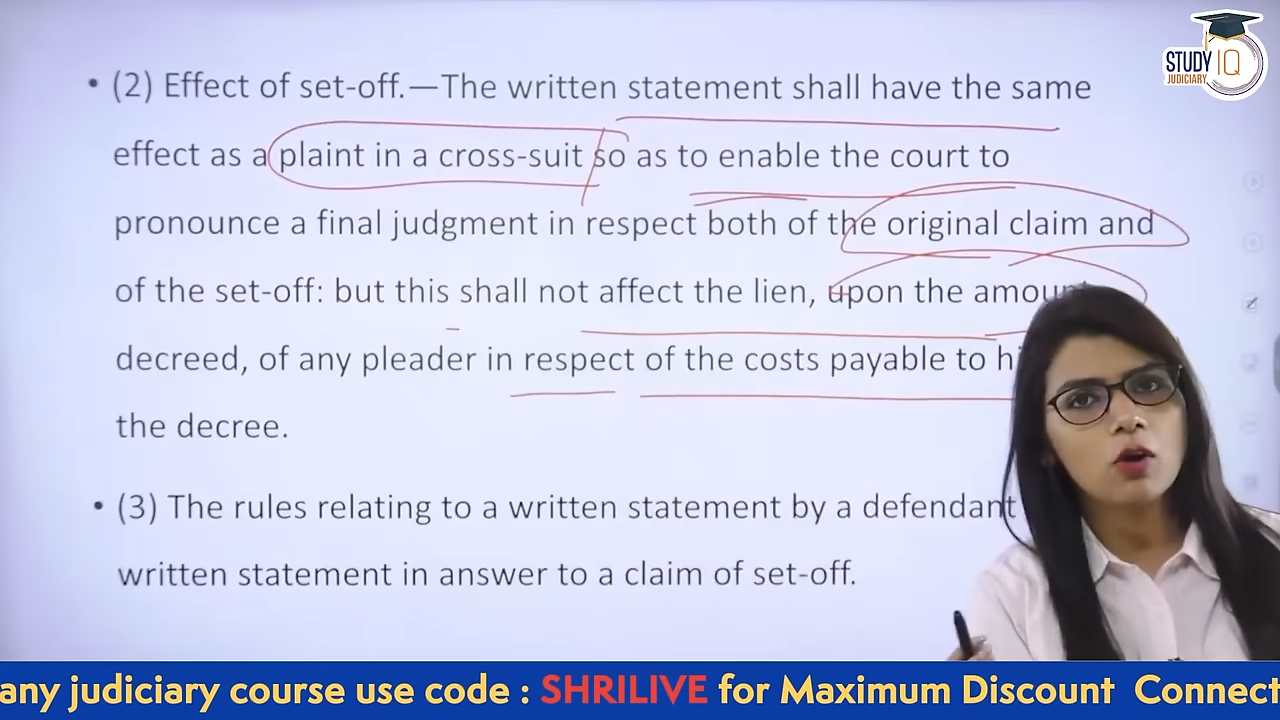 STUDY IQ
JUDICIARY
• (2) Effect of set-off.—The written statement shall have the same
effect as a plaint in a cross-suit so as to enable the court to
pronounce a final judgment in respect both of the original claim and
of the set-off: but this shall not affect the lien, upon the amount
decreed, of any pleader in respect of the costs payable to
the decree.
• (3) The rules relating to a written statement by a defendant
written statement in answer to a claim of set-off.
any judiciary course use code : SHRILIVE for Maximum Discount Connect